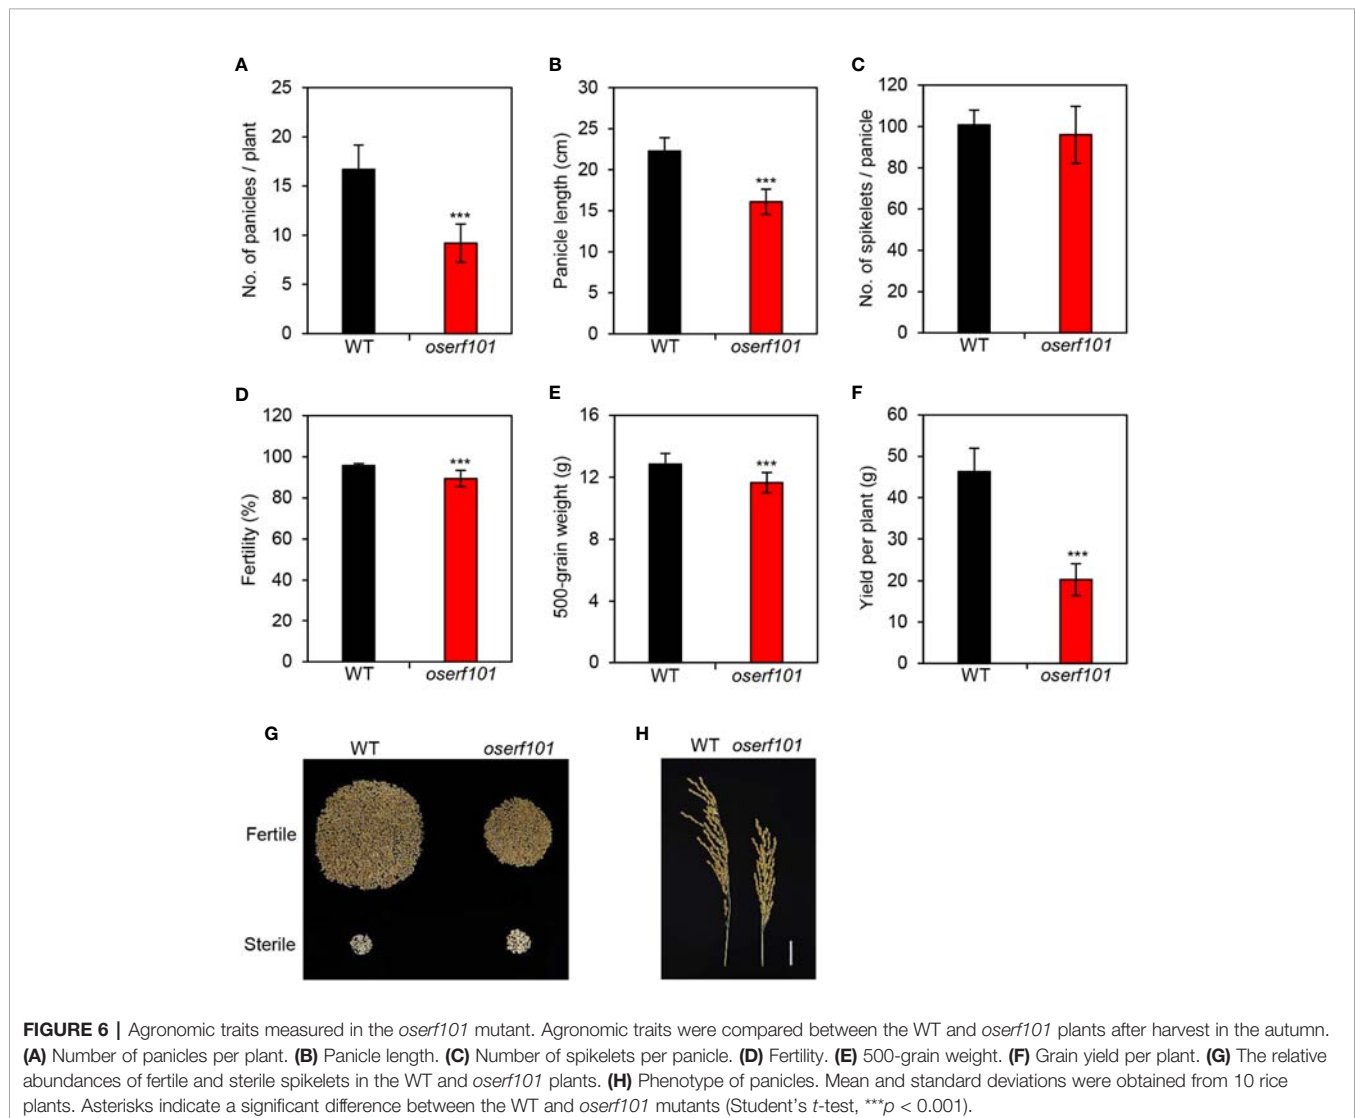 A
B
C
25
20
15
10
5
0
No. of panicles / plant
***
WT
oserf101
30
25
20
15
10
5
0
Panicle length (cm)
***
WT
oserf101
120
100
80
60
40
20
0
No. of spikelets / panicle
WT
oserf101
D
E
F
120
100
80
60
40
20
0
Fertility (%)
***
WT
oserf101
16
12
8
4
0
500-grain weight (g)
***
WT
oserf101
60
50
40
30
20
10
0
Yield per plant (g)
***
WT
oserf101
G
WT
oserf101
Fertile
Sterile
H
WT oserf101
FIGURE 6 | Agronomic traits measured in the oserf101 mutant. Agronomic traits were compared between the WT and oserf101 plants after harvest in the autumn.
(A) Number of panicles per plant. (B) Panicle length. (C) Number of spikelets per panicle. (D) Fertility. (E) 500-grain weight. (F) Grain yield per plant. (G) The relative
abundances of fertile and sterile spikelets in the WT and oserf101 plants. (H) Phenotype of panicles. Mean and standard deviations were obtained from 10 rice
plants. Asterisks indicate a significant difference between the WT and oserf101 mutants (Student’s t-test, ***p < 0.001).